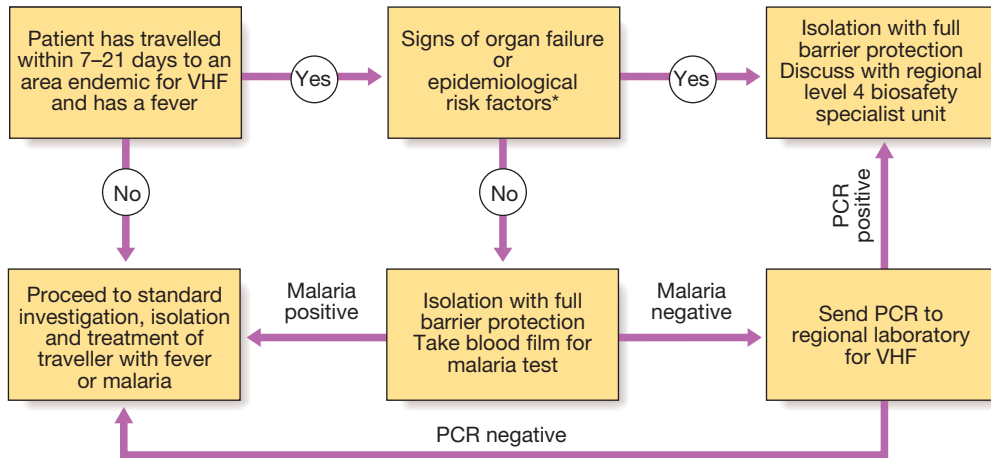 Patient has travelled
within 7–21 days to an
area endemic for VHF
and has a fever
Yes
Signs of organ failure
or
epidemiological
risk factors*
Yes
Isolation with full
barrier protection
Discuss with regional
level 4 biosafety
specialist unit
No
No
PCR
positive
Proceed to standard
investigation, isolation
and treatment of
traveller with fever
or malaria
Malaria
positive
Isolation with full
barrier protection
Take blood film for
malaria test
Malaria
negative
Send PCR to
regional laboratory
for VHF
PCR negative